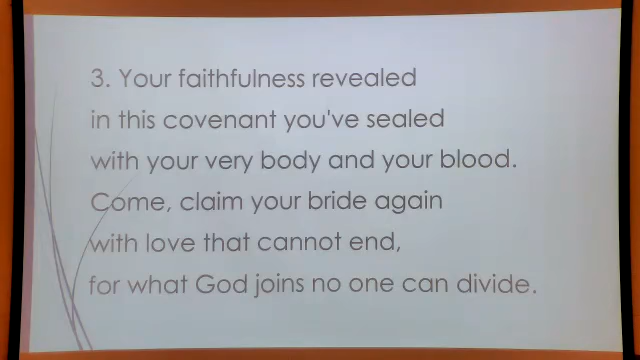 3. Your faithfulness revealed
in this covenant you've sealed
with your very body and your blood.
Come, claim your bride again
with love that cannot end,
for what God joins no one can divide.